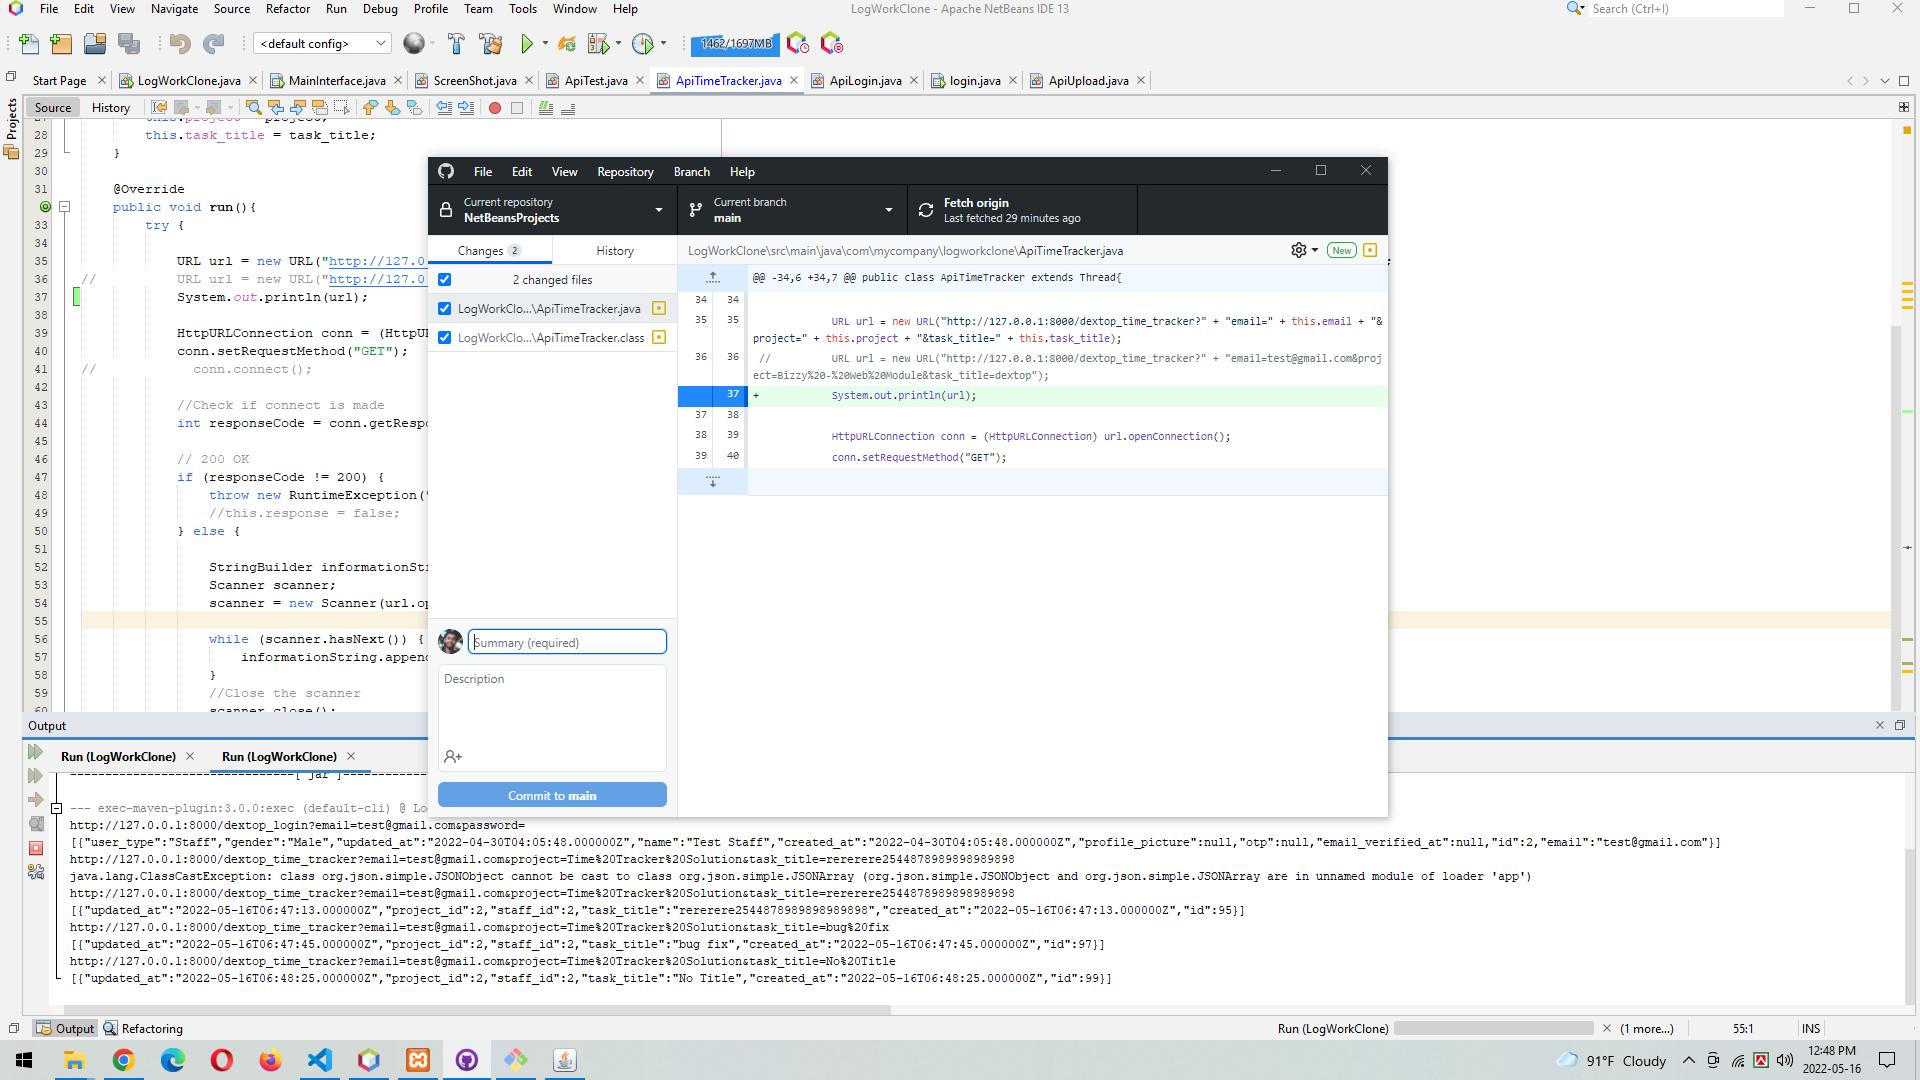 File Edit View Navigate Source Refactor Run Debug Profile Team Tools Window Help
LogWorkClone - Apache NetBeans IDE 13
Search (Ctrl+I)
<default config>
1462/1697MB
Start Page
LogWorkClone.java
MainInterface.java
ScreenShot.java
ApiTest.java
ApiTimeTracker.java
ApiLogin.java
login.java
ApiUpload.java
Source History
Projects
28 this.task_title = task_title;
29 }
30
31 @Override
public void run(){
33 try {
34
35 URL url = new URL("http://127.0
36 // URL url = new URL("http://127.0
37 System.out.println(url);
38
39 HttpURLConnection conn = (HttpUR
40 conn.setRequestMethod("GET");
41 // conn.connect();
42
43 //Check if connect is made
44 int responseCode = conn.getRespo
45
46 // 200 OK
47 if (responseCode != 200) {
48 throw new RuntimeException("
49 //this.response = false;
50 } else {
51
52 StringBuilder informationStr
53 Scanner scanner;
54 scanner = new Scanner(url.op
55
56 while (scanner.hasNext()) {
57 informationString.append
58 }
59 //Close the scanner
60 scanner.close();
File Edit View Repository Branch Help
Current repository
NetBeansProjects
Current branch
main
Fetch origin
Last fetched 29 minutes ago
Changes 2
History
LogWorkClone\src\main\java\com\mycompany\logworkclone\ApiTimeTracker.java
New
2 changed files
LogWorkClo...\ApiTimeTracker.java
LogWorkClo...\ApiTimeTracker.class
@@ -34,6 +34,7 @@ public class ApiTimeTracker extends Thread{
34 34
35 35 URL url = new URL("http://127.0.0.1:8000/dextop_time_tracker?" + "email=" + this.email + "&
project=" + this.project + "&task_title=" + this.task_title);
36 36 // URL url = new URL("http://127.0.0.1:8000/dextop_time_tracker?" + "email=test@gmail.com&proj
ect=Bizzy%20-%20Web%20Module&task_title=dextop");
37 + System.out.println(url);
37 38
38 39 HttpURLConnection conn = (HttpURLConnection) url.openConnection();
39 40 conn.setRequestMethod("GET");
Summary (required)
Description
Commit to main
Output
Run (LogWorkClone)
Run (LogWorkClone)
--------------------------------[ jar ]-----------
--- exec-maven-plugin:3.0.0:exec (default-cli) @ Lo
http://127.0.0.1:8000/dextop_login?email=test@gmail.com&password=
[{"user_type":"Staff","gender":"Male","updated_at":"2022-04-30T04:05:48.000000Z","name":"Test Staff","created_at":"2022-04-30T04:05:48.000000Z","profile_picture":null,"otp":null,"email_verified_at":null,"id":2,"email":"test@gmail.com"}]
http://127.0.0.1:8000/dextop_time_tracker?email=test@gmail.com&project=Time%20Tracker%20Solution&task_title=rererere2544878989898989898
java.lang.ClassCastException: class org.json.simple.JSONObject cannot be cast to class org.json.simple.JSONArray (org.json.simple.JSONObject and org.json.simple.JSONArray are in unnamed module of loader 'app')
http://127.0.0.1:8000/dextop_time_tracker?email=test@gmail.com&project=Time%20Tracker%20Solution&task_title=rererere2544878989898989898
[{"updated_at":"2022-05-16T06:47:13.000000Z","project_id":2,"staff_id":2,"task_title":"rererere2544878989898989898","created_at":"2022-05-16T06:47:13.000000Z","id":95}]
http://127.0.0.1:8000/dextop_time_tracker?email=test@gmail.com&project=Time%20Tracker%20Solution&task_title=bug%20fix
[{"updated_at":"2022-05-16T06:47:45.000000Z","project_id":2,"staff_id":2,"task_title":"bug fix","created_at":"2022-05-16T06:47:45.000000Z","id":97}]
http://127.0.0.1:8000/dextop_time_tracker?email=test@gmail.com&project=Time%20Tracker%20Solution&task_title=No%20Title
[{"updated_at":"2022-05-16T06:48:25.000000Z","project_id":2,"staff_id":2,"task_title":"No Title","created_at":"2022-05-16T06:48:25.000000Z","id":99}]
Output
Refactoring
Run (LogWorkClone)
(1 more...)
55:1
INS
91°F Cloudy
12:48 PM
2022-05-16